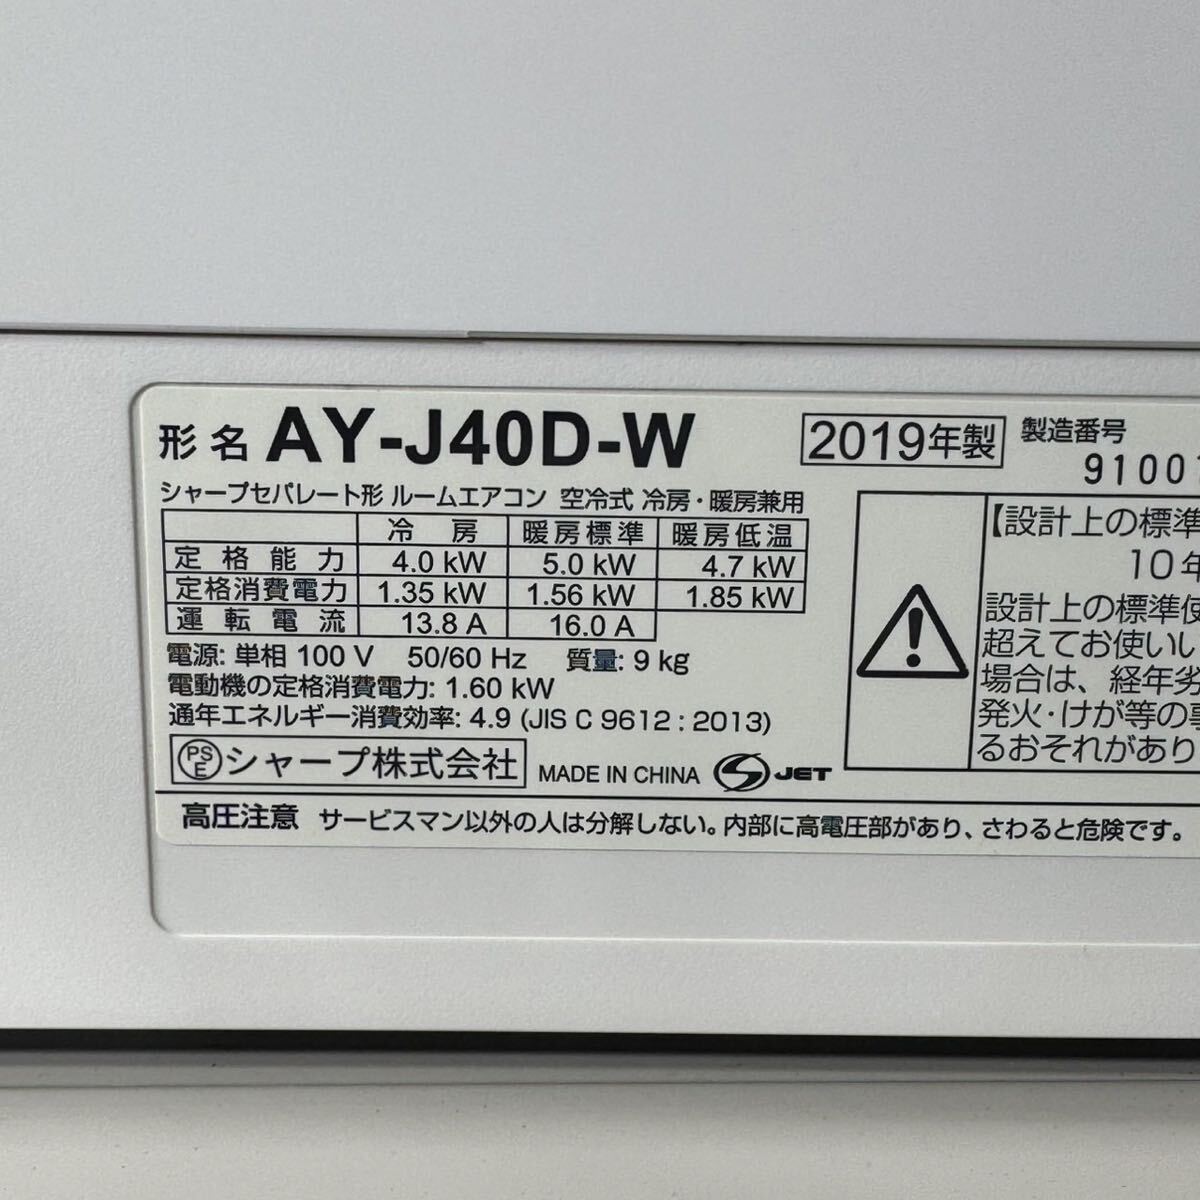 形名 AY-J40D-W 2019年製 製造番号
91001
シャープセパレート形 ルームエアコン 空冷式 冷房・暖房兼用
冷房 暖房標準 暖房低温
定格能力 4.0 kW 5.0 kW 4.7 kW
定格消費電力 1.35 kW 1.56 kW 1.85 kW
運転電流 13.8 A 16.0 A
電源: 単相 100 V 50/60 Hz 質量: 9 kg
電動機の定格消費電力: 1.60 kW
通年エネルギー消費効率: 4.9 (JIS C 9612 : 2013)
PSE シャープ株式会社 MADE IN CHINA S JET
【設計上の標準
10年
設計上の標準使
超えてお使いい
場合は、経年劣
発火・けが等の事
るおそれがあり
高圧注意 サービスマン以外の人は分解しない。内部に高電圧部があり、さわると危険です。